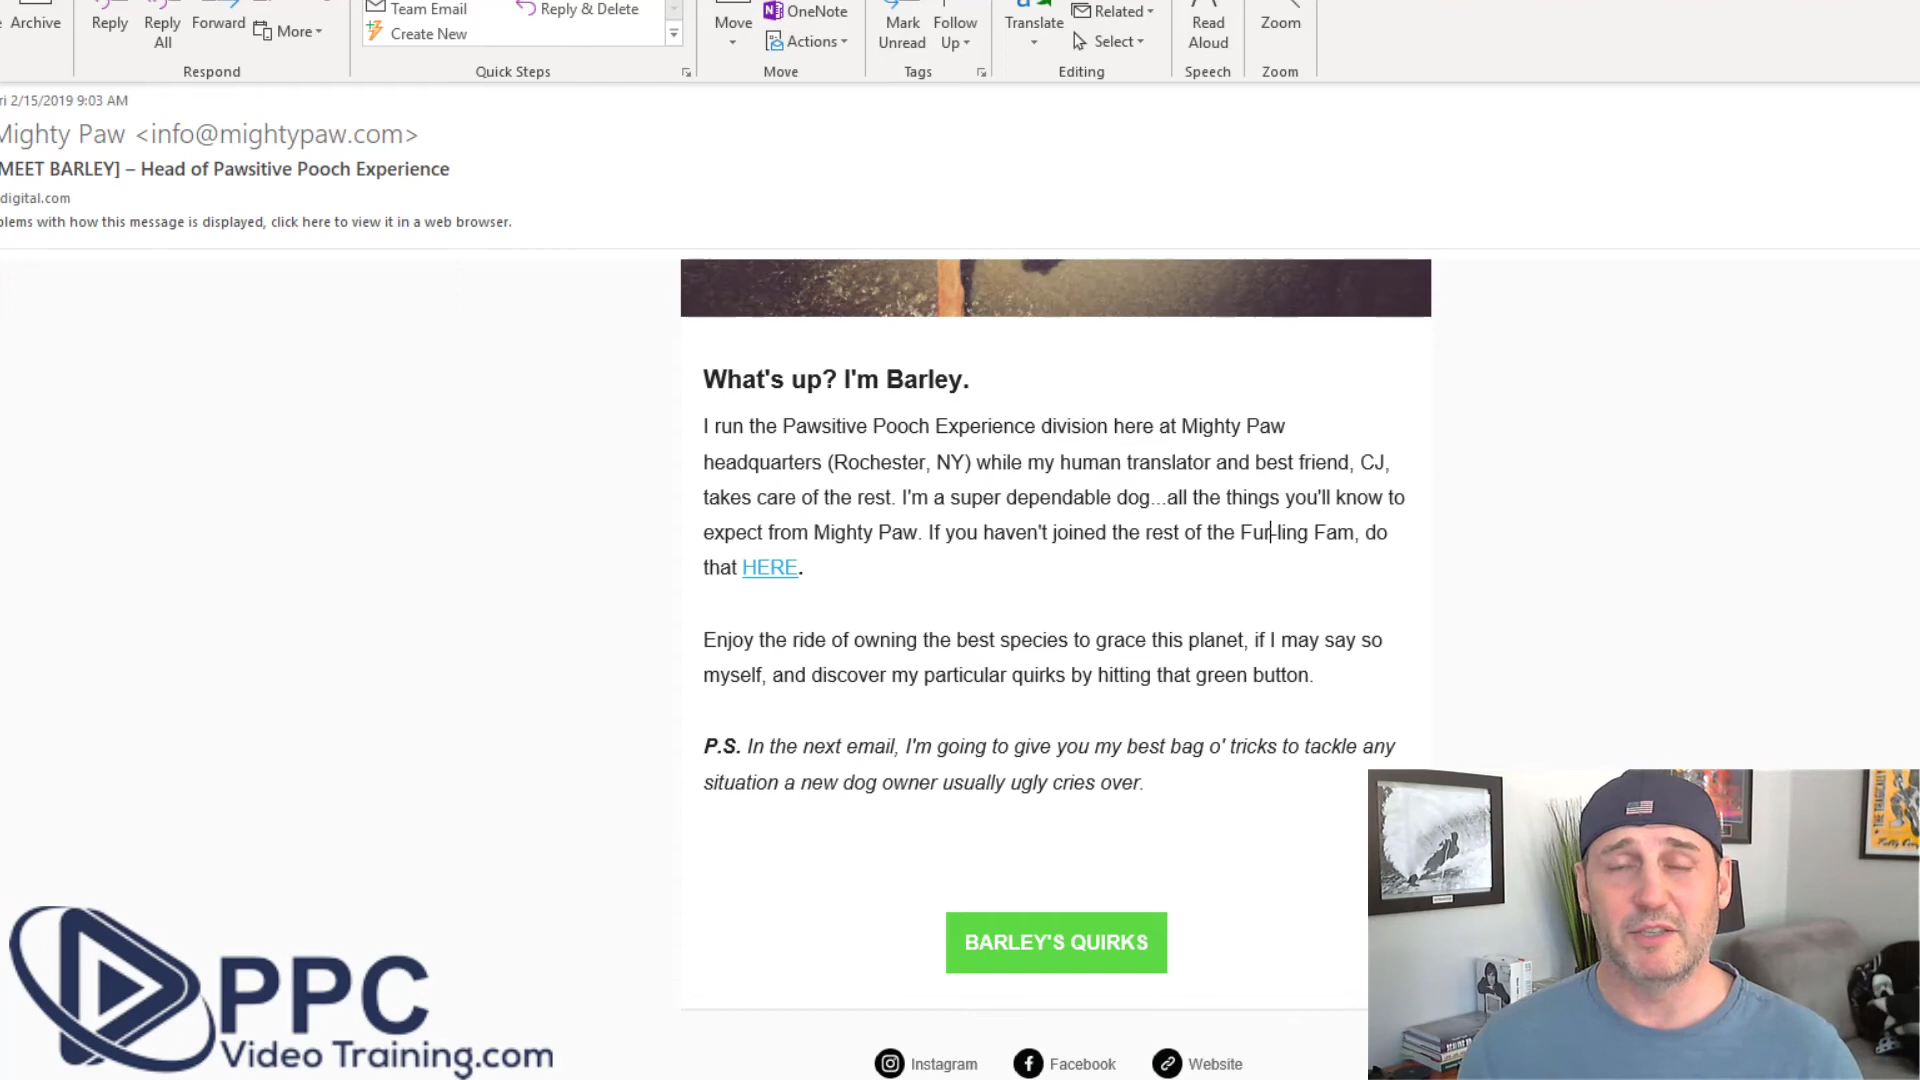 Archive
Reply
Reply
All
Forward
More
Team Email
Create New
Reply & Delete
Move
OneNote
Actions
Mark
Unread
Follow
Up
Translate
Related
Select
Read
Aloud
Zoom
Respond
Quick Steps
Move
Tags
Editing
Speech
Zoom
ri 2/15/2019 9:03 AM
Mighty Paw <info@mightypaw.com>
MEET BARLEY] – Head of Pawsitive Pooch Experience
digital.com
blems with how this message is displayed, click here to view it in a web browser.
What's up? I'm Barley.
I run the Pawsitive Pooch Experience division here at Mighty Paw
headquarters (Rochester, NY) while my human translator and best friend, CJ,
takes care of the rest. I'm a super dependable dog...all the things you'll know to
expect from Mighty Paw. If you haven't joined the rest of the Fur-ling Fam, do
that HERE.
Enjoy the ride of owning the best species to grace this planet, if I may say so
myself, and discover my particular quirks by hitting that green button.
P.S. In the next email, I'm going to give you my best bag o' tricks to tackle any
situation a new dog owner usually ugly cries over.
BARLEY'S QUIRKS
Instagram
Facebook
Website
PPC
Video Training.com